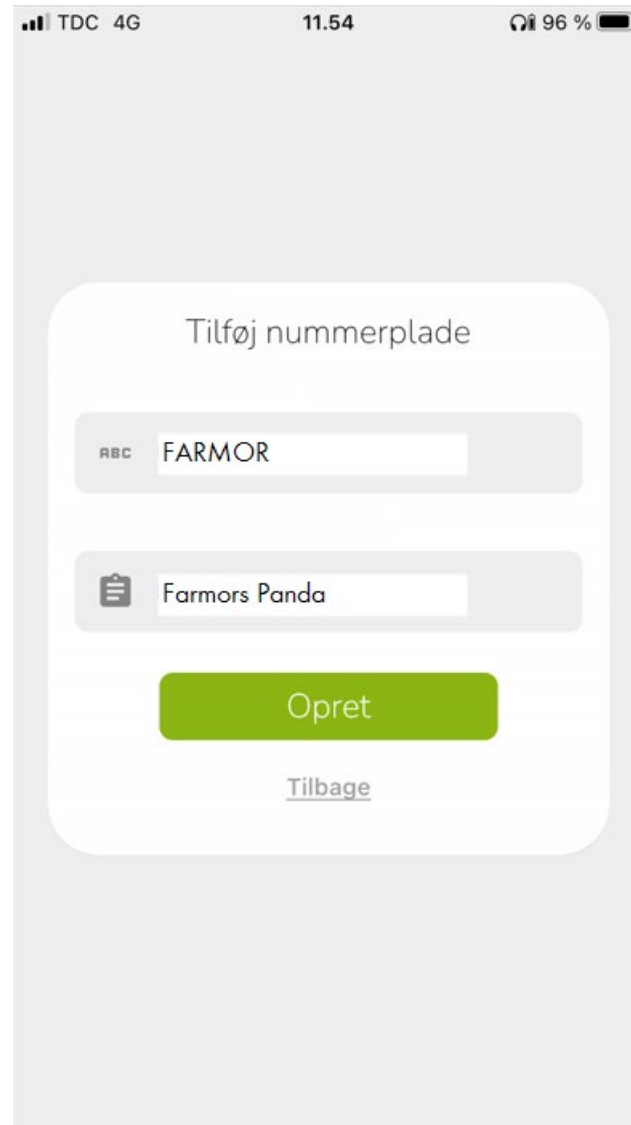 TDC 4G 11.54 96 %
Tilføj nummerplade
ABC FARMOR
Farmors Panda
Opret
Tilbage